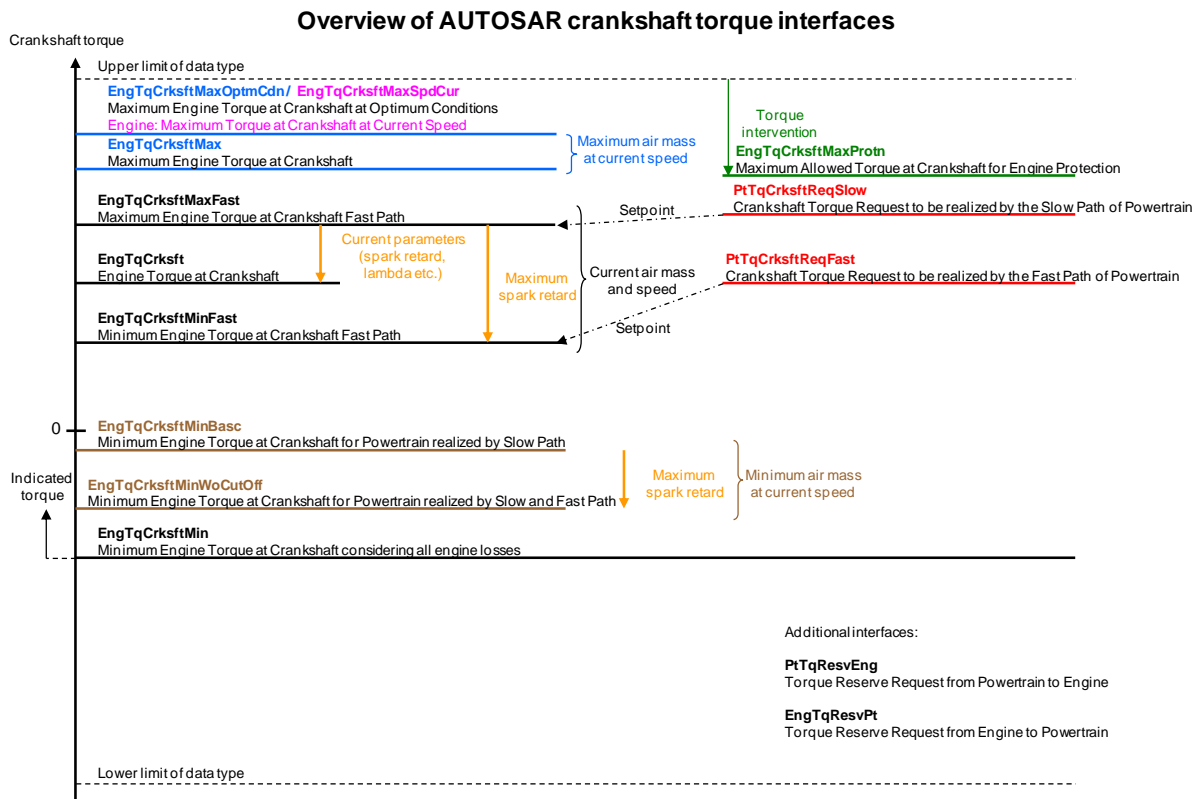 Overview of AUTOSAR crankshaft torque interfaces
Crankshaft torque
Upper limit of data type
EngTqCrksftMaxOptmCdn / EngTqCrksftMaxSpdCur
Maximum Engine Torque at Crankshaft at Optimum Conditions
Engine: Maximum Torque at Crankshaft at Current Speed
EngTqCrksftMax
Maximum Engine Torque at Crankshaft
Maximum air mass
at current speed
Torque
intervention
EngTqCrksftMaxProtn
Maximum Allowed Torque at Crankshaft for Engine Protection
PtTqCrksftReqSlow
Crankshaft Torque Request to be realized by the Slow Path of Powertrain
EngTqCrksftMaxFast
Maximum Engine Torque at Crankshaft Fast Path
Setpoint
Current parameters
(spark retard,
lambda etc.)
EngTqCrksft
Engine Torque at Crankshaft
Maximum
spark retard
Current air mass
and speed
PtTqCrksftReqFast
Crankshaft Torque Request to be realized by the Fast Path of Powertrain
EngTqCrksftMinFast
Minimum Engine Torque at Crankshaft Fast Path
Setpoint
0
EngTqCrksftMinBasc
Minimum Engine Torque at Crankshaft for Powertrain realized by Slow Path
Indicated
torque
EngTqCrksftMinWoCutOff
Minimum Engine Torque at Crankshaft for Powertrain realized by Slow and Fast Path
Maximum
spark retard
Minimum air mass
at current speed
EngTqCrksftMin
Minimum Engine Torque at Crankshaft considering all engine losses
Additional interfaces:
PtTqResvEng
Torque Reserve Request from Powertrain to Engine
EngTqResvPt
Torque Reserve Request from Engine to Powertrain
Lower limit of data type